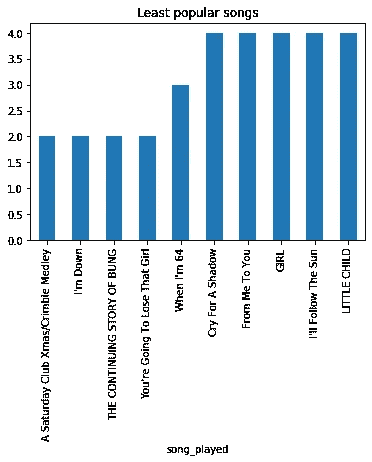 Least popular songs
4.0
3.5
3.0
2.5
2.0
1.5
1.0
0.5
0.0
A Saturday Club Xmas/Crimble Medley
I'm Down
THE CONTINUING STORY OF BUNG
You're Going To Lose That Girl
When I'm 64
Cry For A Shadow
From Me To You
GIRL
I'll Follow The Sun
LITTLE CHILD
song_played